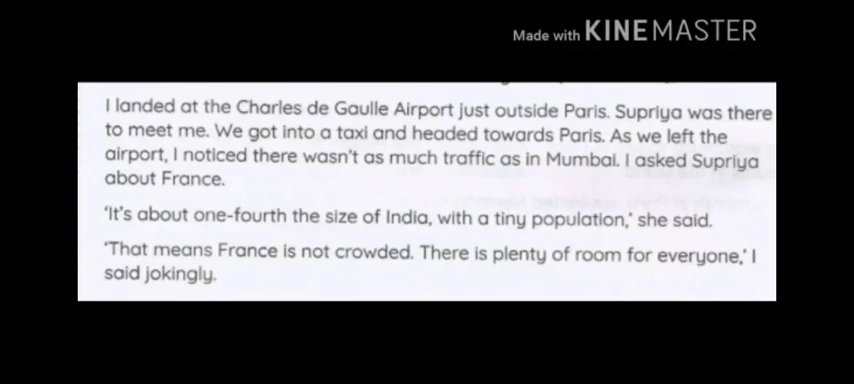 Made with KINEMASTER
I landed at the Charles de Gaulle Airport just outside Paris. Supriya was there
to meet me. We got into a taxi and headed towards Paris. As we left the
airport, I noticed there wasn't as much traffic as in Mumbai. I asked Supriya
about France.
'It's about one-fourth the size of India, with a tiny population,' she said.
'That means France is not crowded. There is plenty of room for everyone,' I
said jokingly.